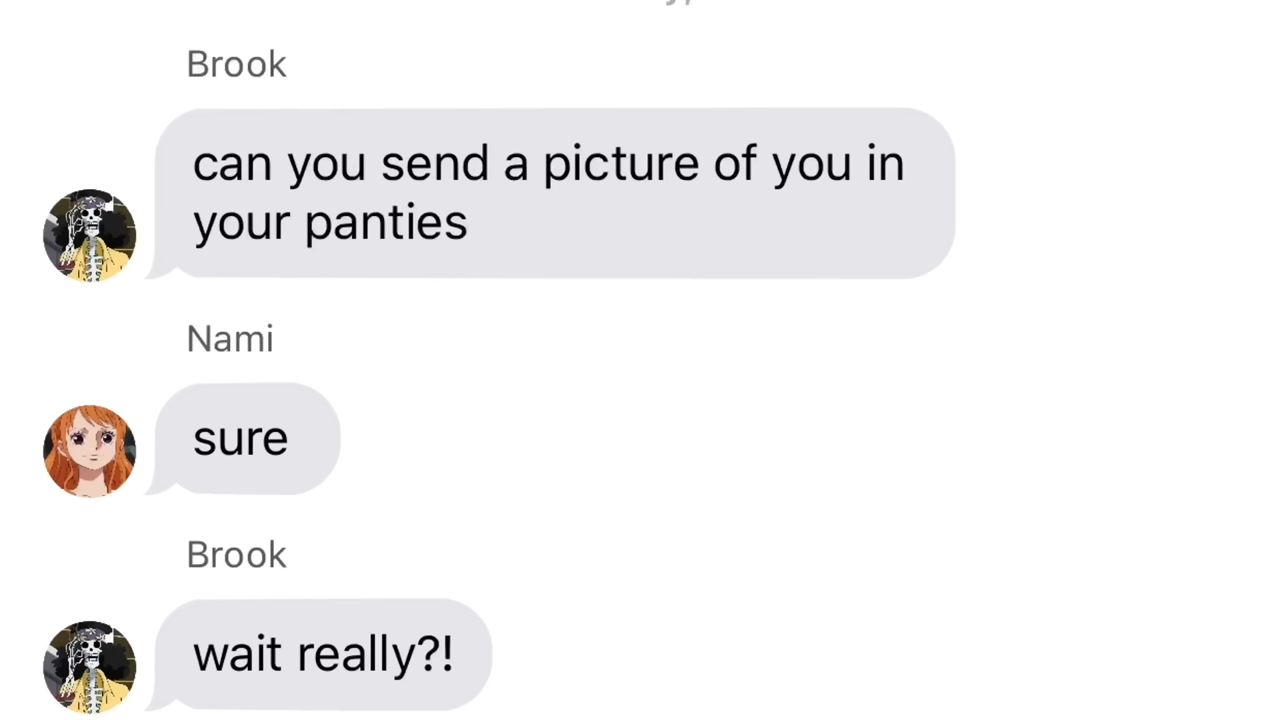 Brook
can you send a picture of you in
your panties
Nami
sure
Brook
wait really?!